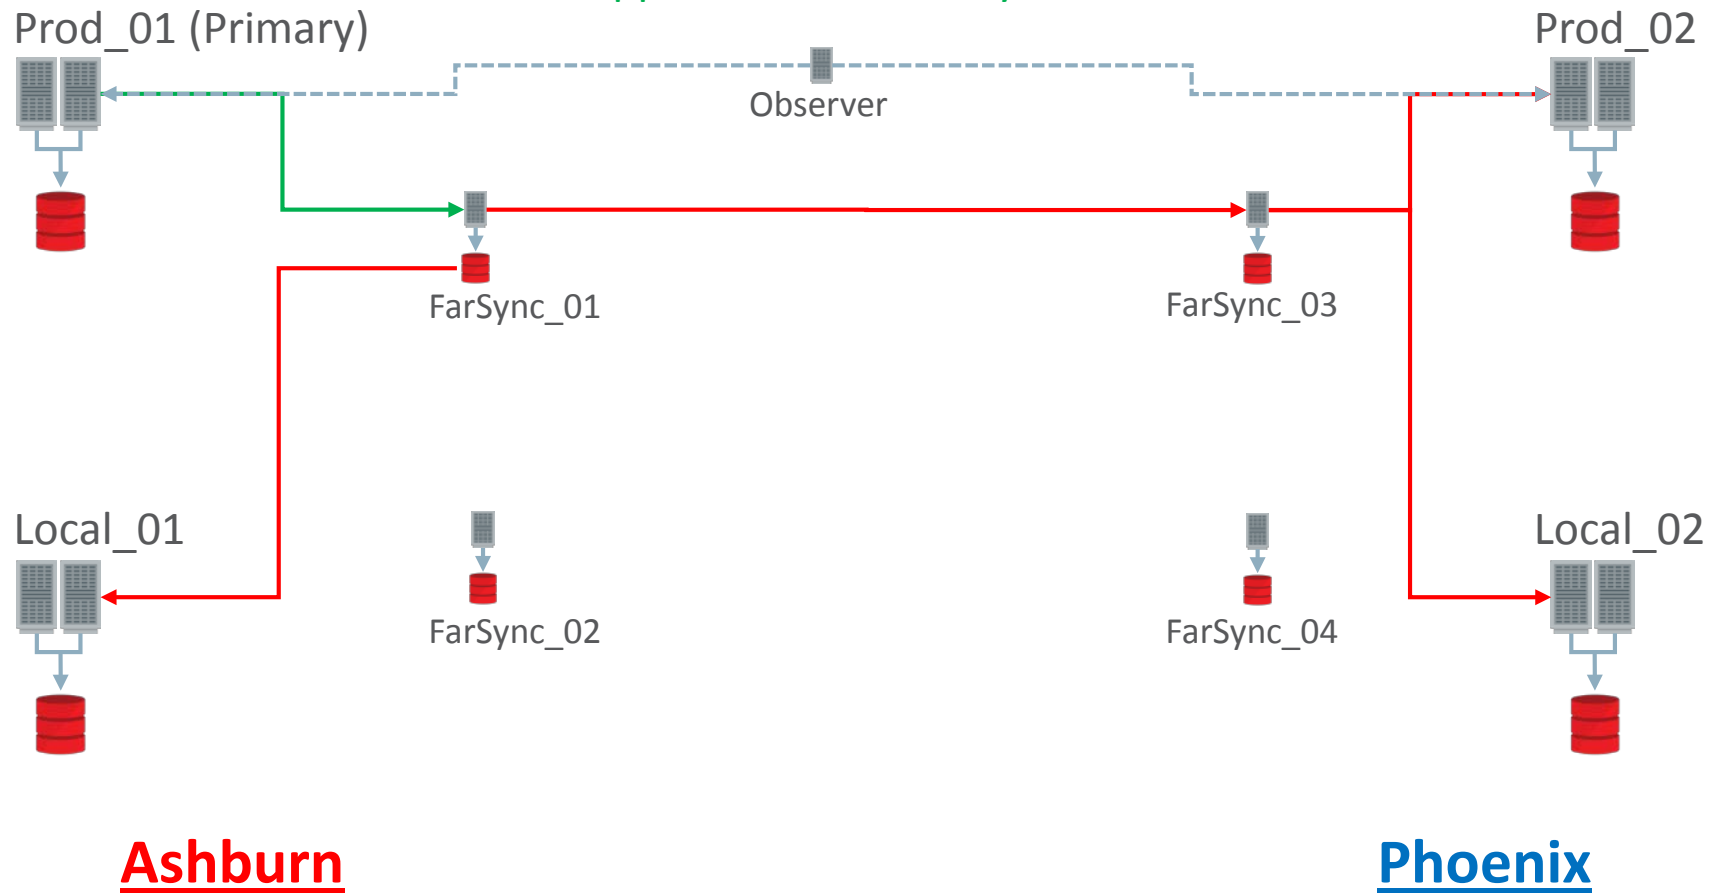 Prod_01 (Primary)
Prod_02
Observer
FarSync_01
FarSync_03
Local_01
Local_02
FarSync_02
FarSync_04
Ashburn
Phoenix